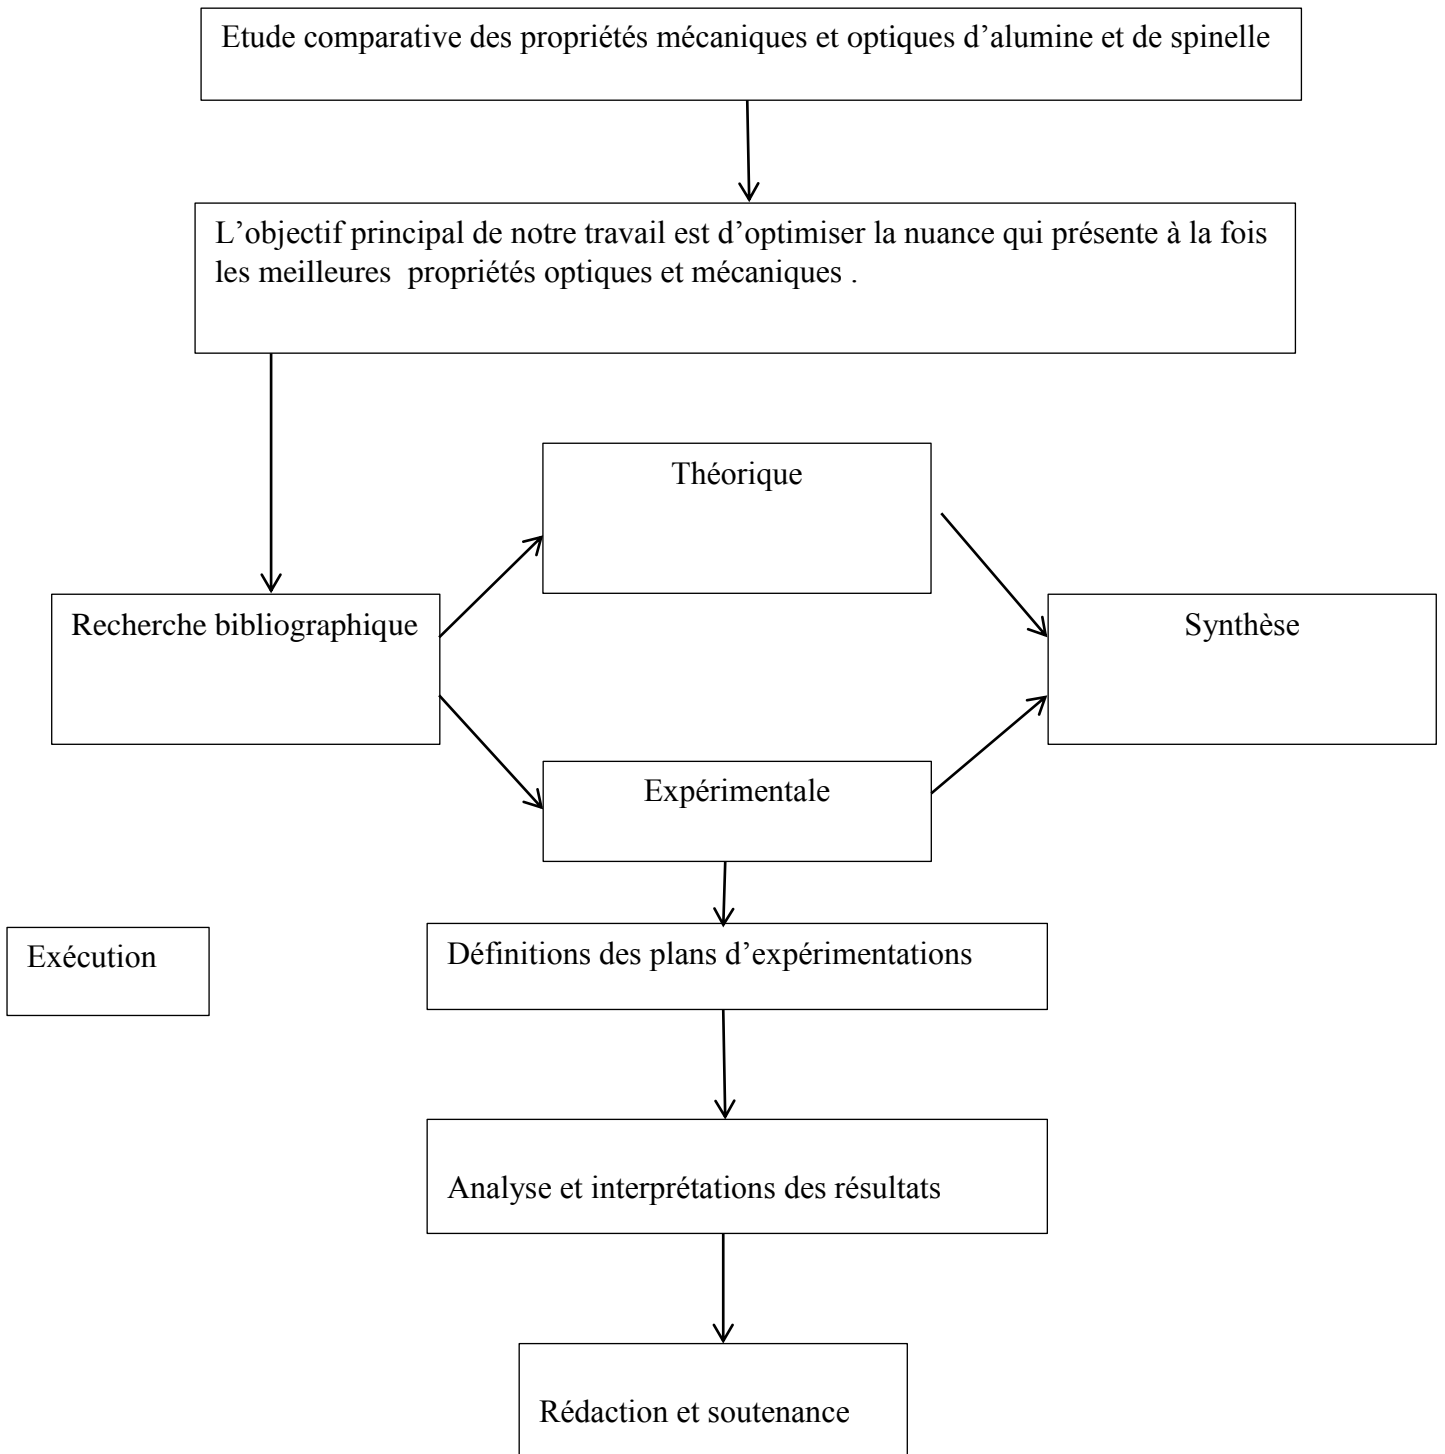 Etude comparative des propriétés mécaniques et optiques d’alumine et de spinelle
L’objectif principal de notre travail est d’optimiser la nuance qui présente à la fois
les meilleures  propriétés optiques et mécaniques .
Théorique
Recherche bibliographique
Synthèse
Expérimentale
Exécution
Définitions des plans d’expérimentations
Analyse et interprétations des résultats
Rédaction et soutenance